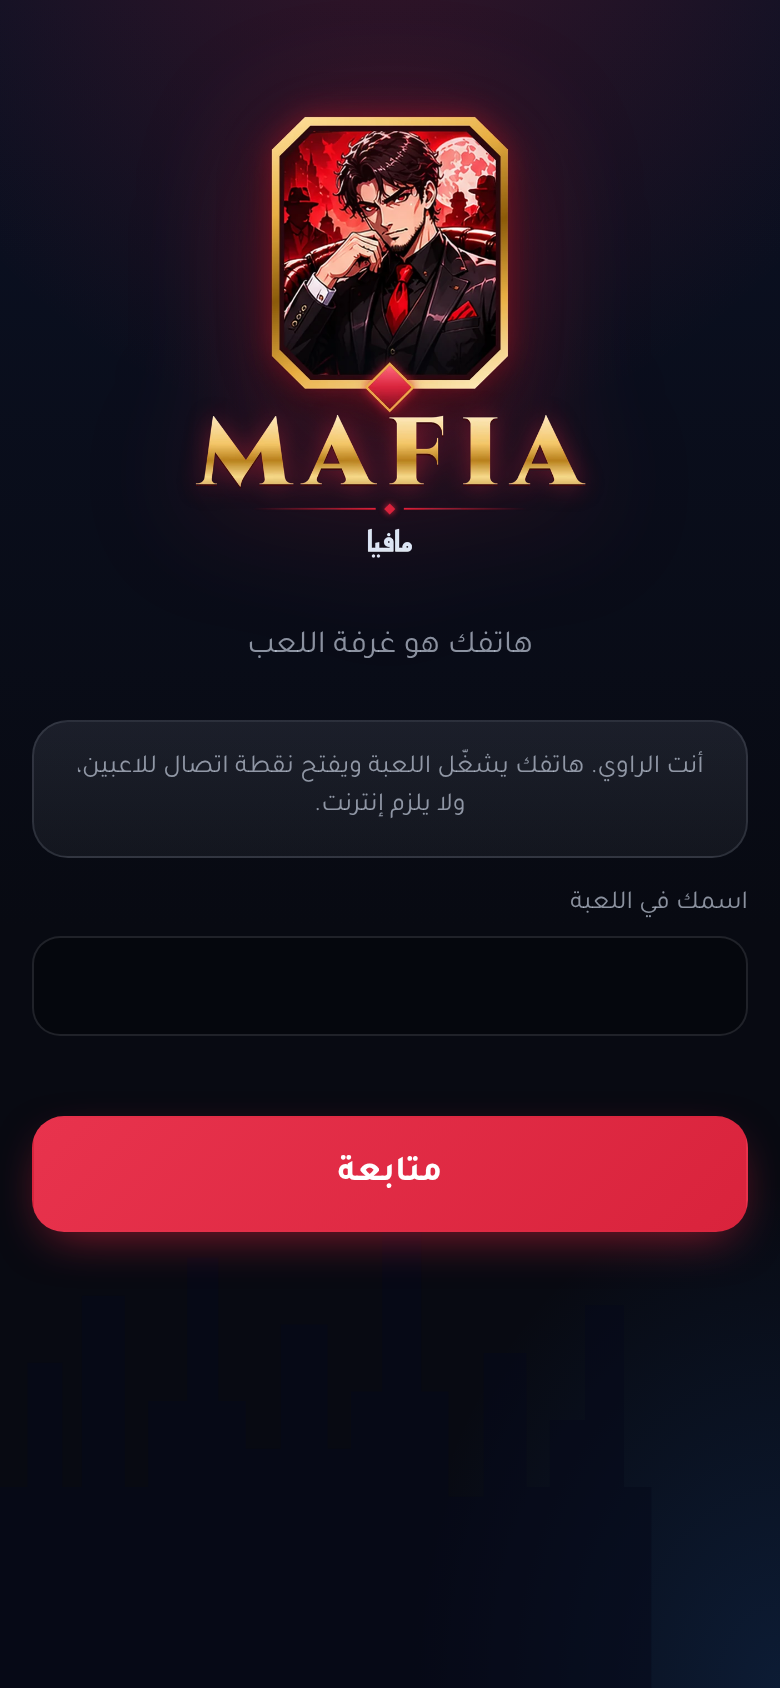 MAFIA
مافيا
هاتفك هو غرفة اللعب
أنت الراوي. هاتفك يشغّل اللعبة ويفتح نقطة اتصال للاعبين،
ولا يلزم إنترنت.
اسمك في اللعبة
متابعة